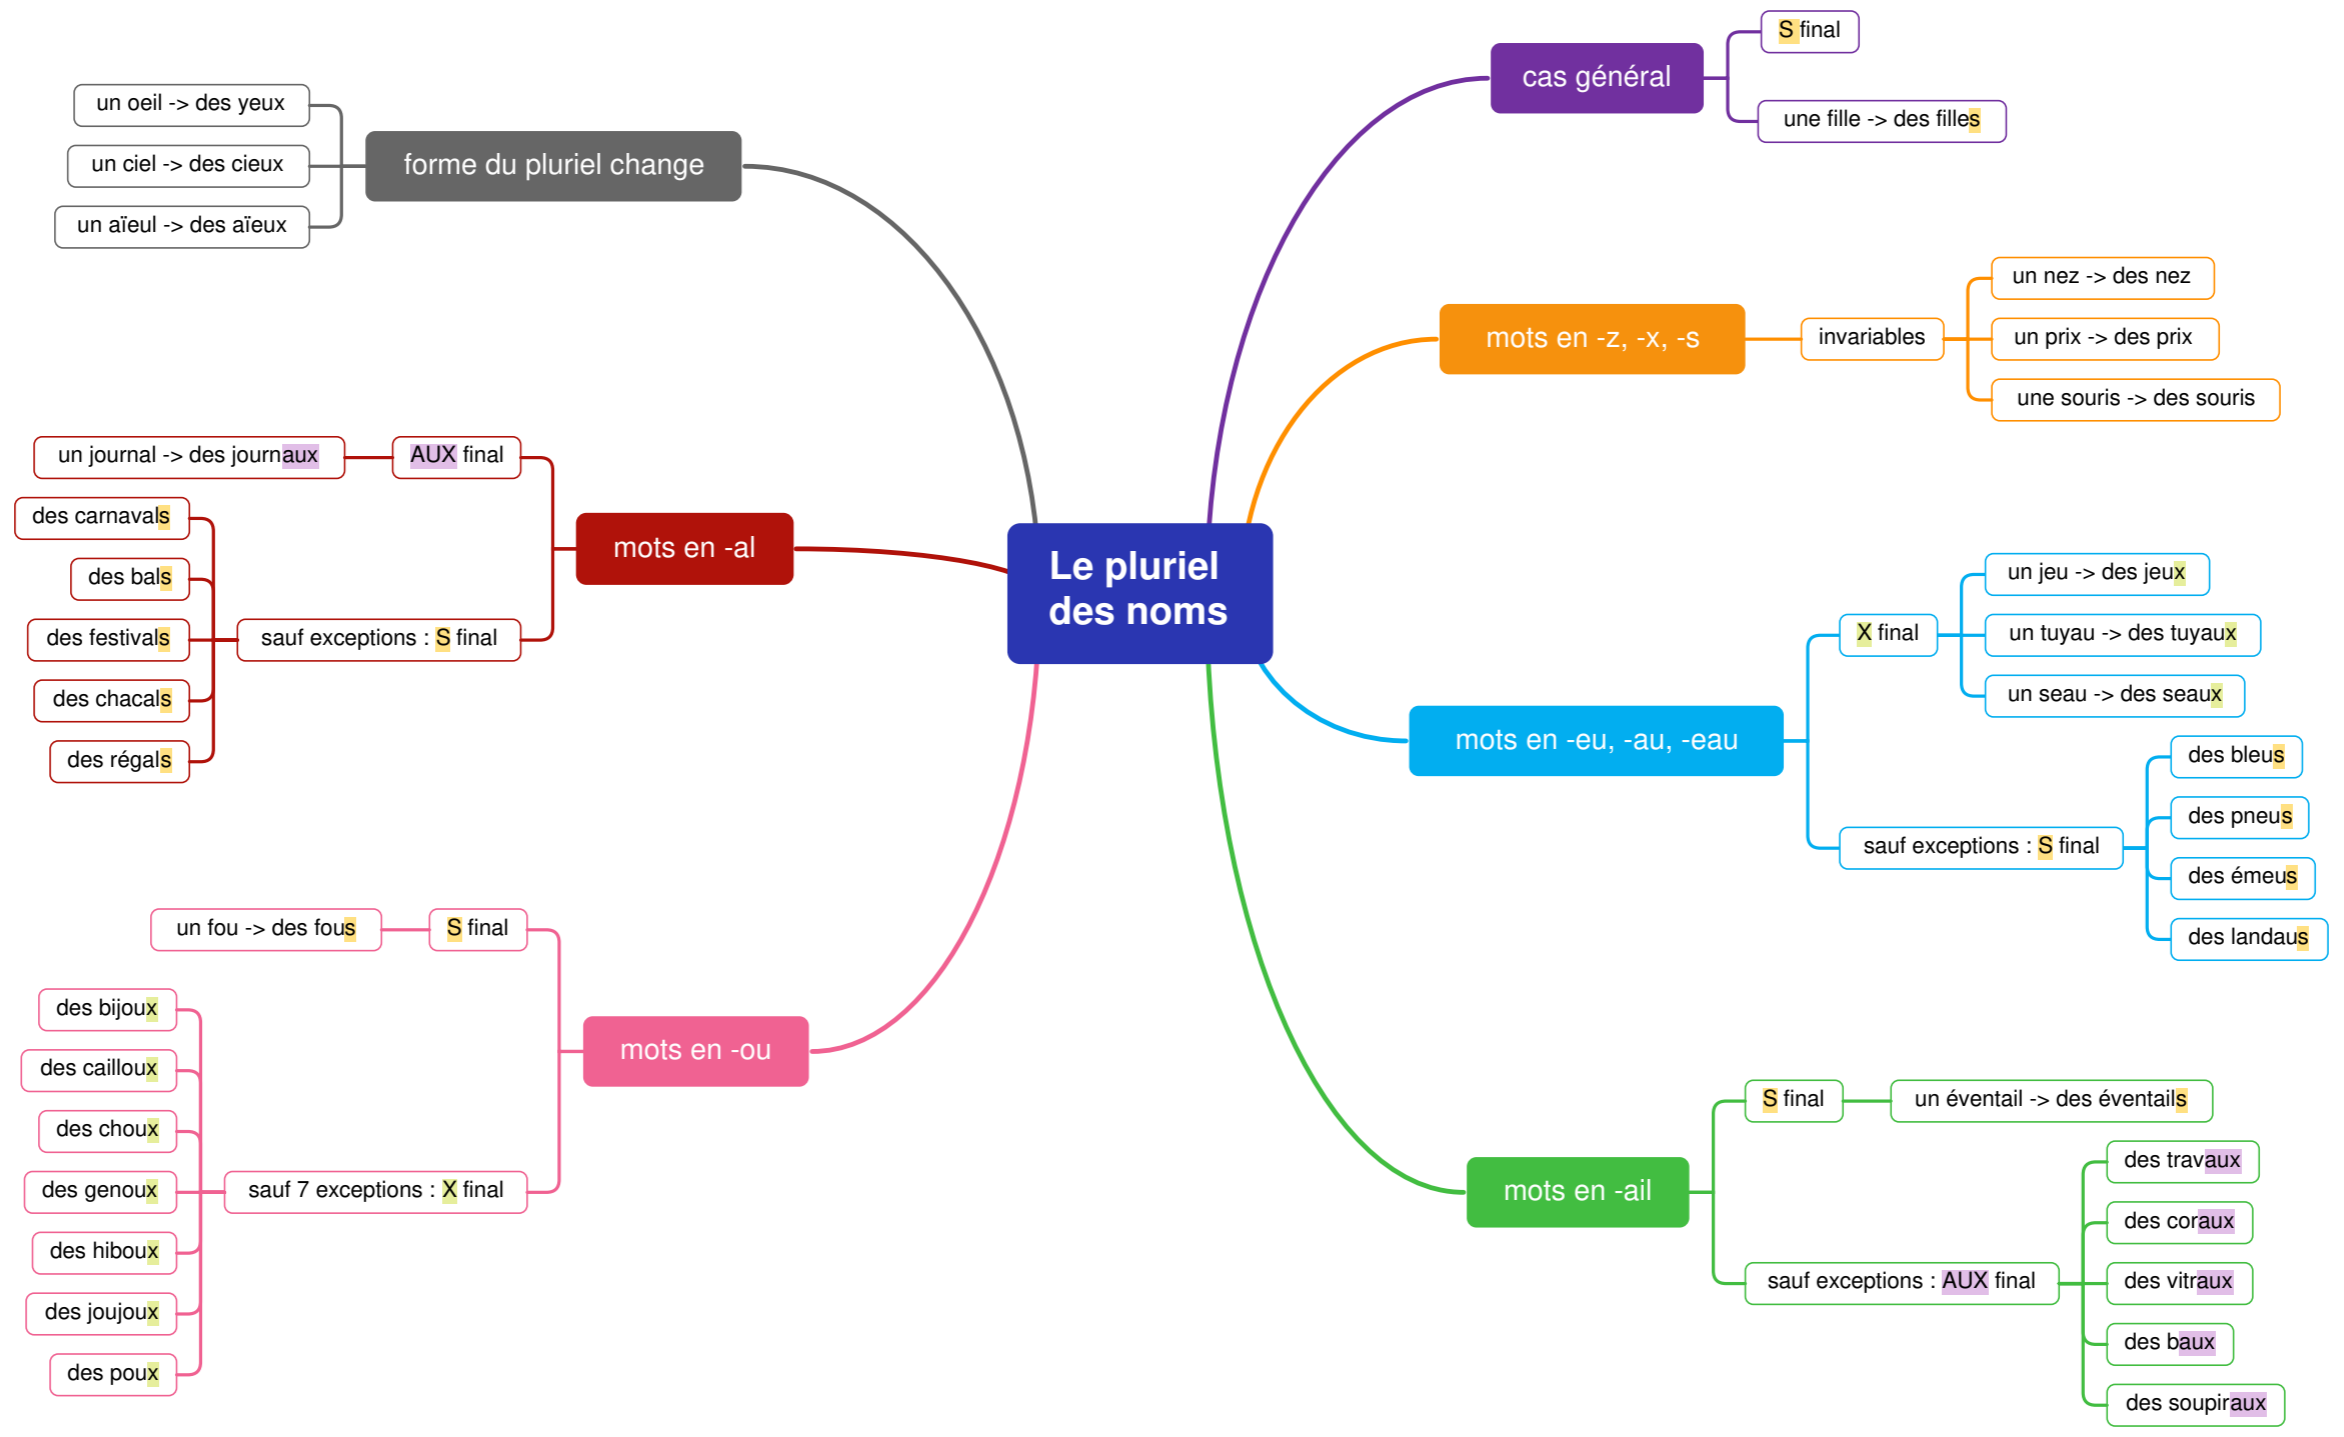 Le pluriel
des noms
cas général
S final
une fille -> des filles
mots en -z, -x, -s
invariables
un nez -> des nez
un prix -> des prix
une souris -> des souris
mots en -eu, -au, -eau
X final
un jeu -> des jeux
un tuyau -> des tuyaux
un seau -> des seaux
sauf exceptions : S final
des bleus
des pneus
des émeus
des landaus
mots en -ail
S final
un éventail -> des éventails
sauf exceptions : AUX final
des travaux
des coraux
des vitraux
des baux
des soupiraux
forme du pluriel change
un oeil -> des yeux
un ciel -> des cieux
un aïeul -> des aïeux
mots en -al
AUX final
un journal -> des journaux
sauf exceptions : S final
des carnavals
des bals
des festivals
des chacals
des régals
mots en -ou
S final
un fou -> des fous
sauf 7 exceptions : X final
des bijoux
des cailloux
des choux
des genoux
des hiboux
des joujoux
des poux